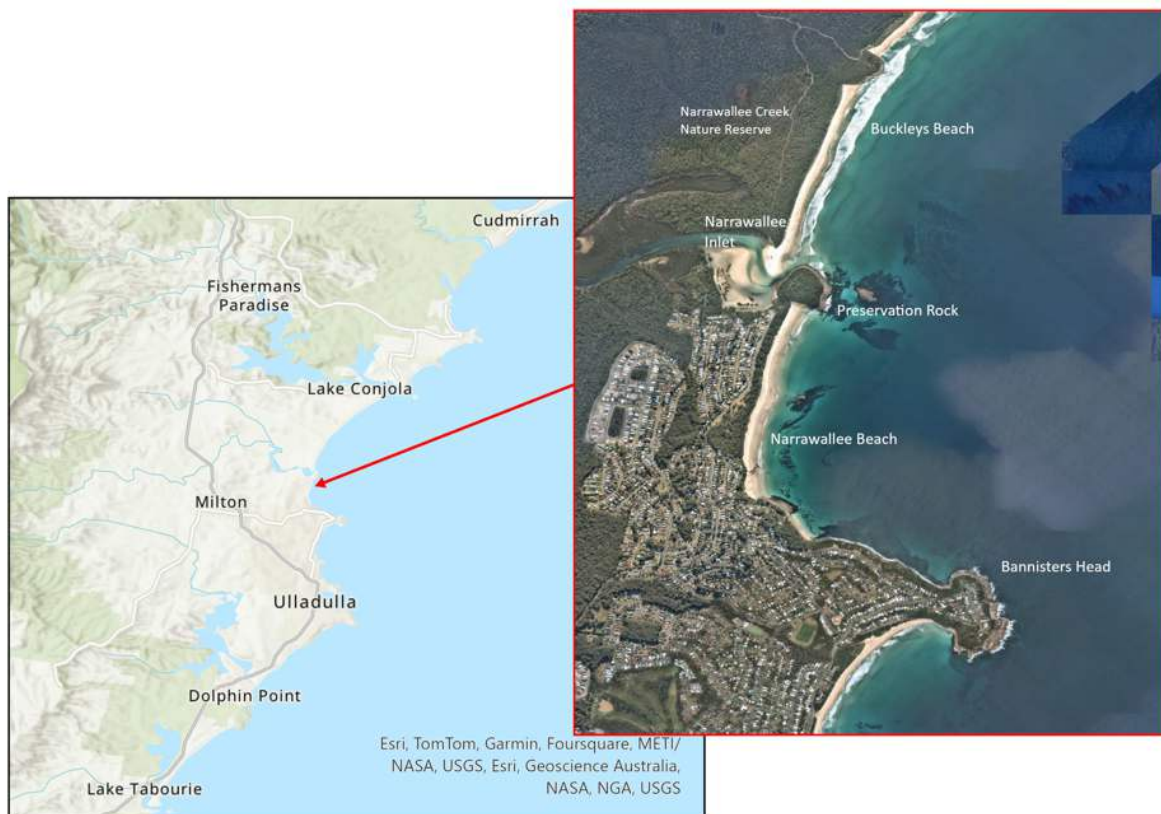 Narrawallee Creek
Nature Reserve
Buckleys Beach
Narrawallee
Inlet
Preservation Rock
Narrawallee Beach
Bannisters Head
Cudmirrah
Fishermans
Paradise
Lake Conjola
Milton
Ulladulla
Dolphin Point
Lake Tabourie
Esri, TomTom, Garmin, Foursquare, METI/
NASA, USGS, Esri, Geoscience Australia,
NASA, NGA, USGS